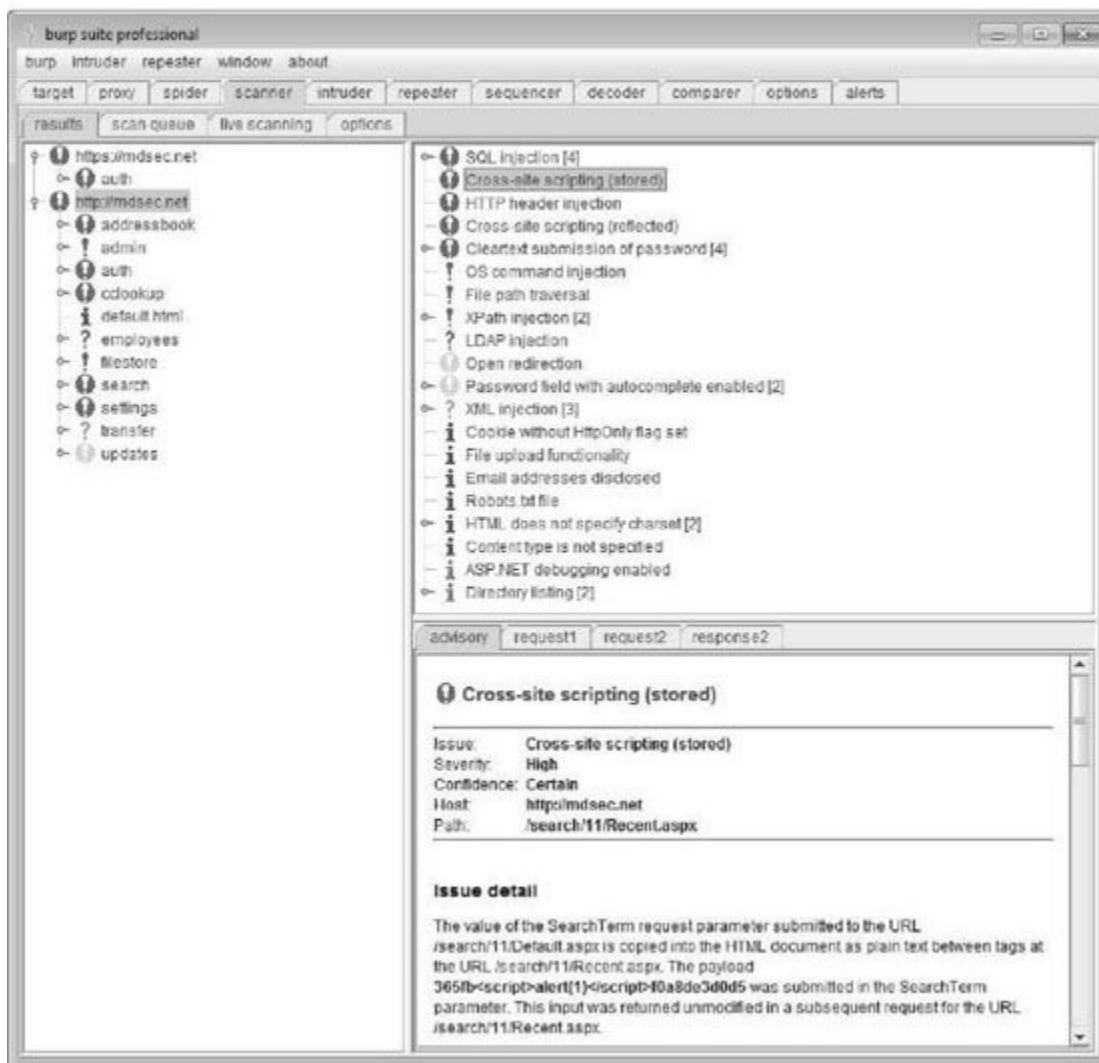 burp suite professional
burp intruder repeater window about
target proxy spider scanner intruder repeater sequencer decoder comparer options alerts
results scan queue live scanning options
https://mdsec.net
auth
http://mdsec.net
addressbook
admin
auth
cclookup
default.html
employees
filestore
search
settings
transfer
updates
SQL injection [4]
Cross-site scripting (stored)
HTTP header injection
Cross-site scripting (reflected)
Cleartext submission of password [4]
OS command injection
File path traversal
XPath injection [2]
LDAP injection
Open redirection
Password field with autocomplete enabled [2]
XML injection [3]
Cookie without HttpOnly flag set
File upload functionality
Email addresses disclosed
Robots.txt file
HTML does not specify charset [2]
Content type is not specified
ASP.NET debugging enabled
Directory listing [2]
advisory request1 request2 response2
Cross-site scripting (stored)
Issue: Cross-site scripting (stored)
Severity: High
Confidence: Certain
Host: http://mdsec.net
Path: /search/11/Recent.aspx
Issue detail
The value of the SearchTerm request parameter submitted to the URL
/search/11/Default.aspx is copied into the HTML document as plain text between tags at
the URL /search/11/Recent.aspx. The payload
365fb<script>alert(1)</script>f0a8de3d0d5 was submitted in the SearchTerm
parameter. This input was returned unmodified in a subsequent request for the URL
/search/11/Recent.aspx.